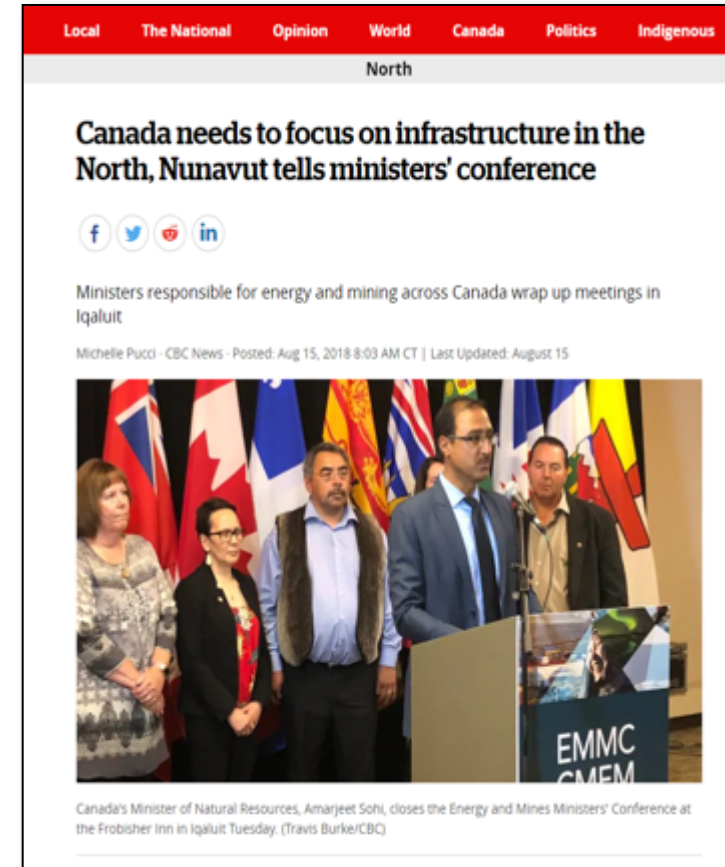 Local The National Opinion World Canada Politics Indigenous
North
Canada needs to focus on infrastructure in the
North, Nunavut tells ministers' conference
f in
Ministers responsible for energy and mining across Canada wrap up meetings in
Iqaluit
Michelle Pucci · CBC News · Posted: Aug 15, 2018 8:03 AM CT | Last Updated: August 15
EMMC
CMEM
Canada's Minister of Natural Resources, Amarjeet Sohi, closes the Energy and Mines Ministers' Conference at
the Frobisher Inn in Iqaluit Tuesday. (Travis Burke/CBC)